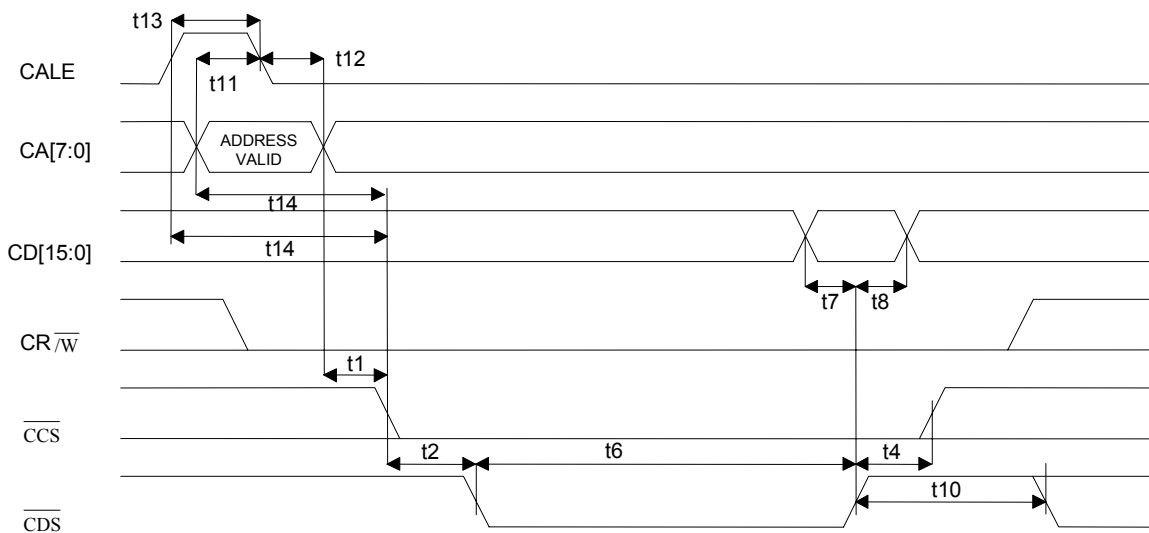 t13
t12
CALE
t11
CA[7:0]
ADDRESS
VALID
t14
t14
CD[15:0]
t7
t8
CR /W
t1
CCS
t2
t6
t4
t10
CDS